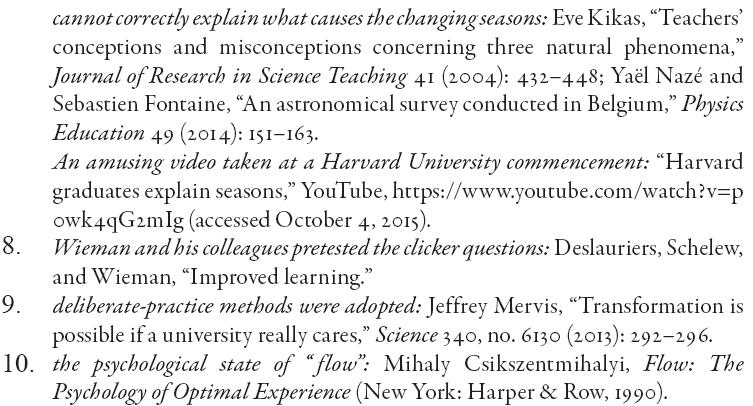 cannot correctly explain what causes the changing seasons: Eve Kikas, “Teachers’
conceptions and misconceptions concerning three natural phenomena,”
Journal of Research in Science Teaching 41 (2004): 432–448; Yaël Nazé and
Sebastien Fontaine, “An astronomical survey conducted in Belgium,” Physics
Education 49 (2014): 151–163.
An amusing video taken at a Harvard University commencement: “Harvard
graduates explain seasons,” YouTube, https://www.youtube.com/watch?v=p
0wk4qG2mIg (accessed October 4, 2015).
8. Wieman and his colleagues pretested the clicker questions: Deslauriers, Schelew,
and Wieman, “Improved learning.”
9. deliberate-practice methods were adopted: Jeffrey Mervis, “Transformation is
possible if a university really cares,” Science 340, no. 6130 (2013): 292–296.
10. the psychological state of “flow”: Mihaly Csikszentmihalyi, Flow: The
Psychology of Optimal Experience (New York: Harper & Row, 1990).